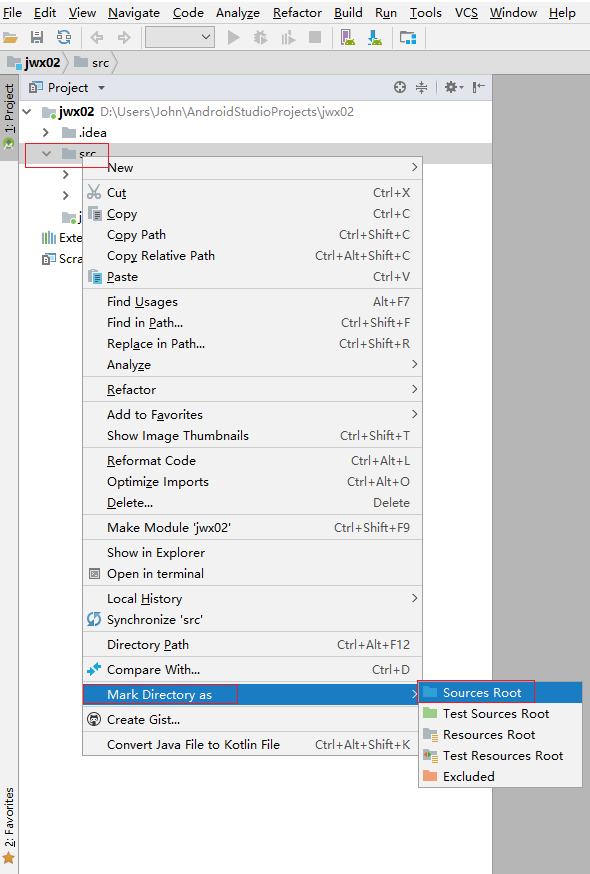 File Edit View Navigate Code Analyze Refactor Build Run Tools VCS Window Help
jwx02 src
1: Project
Project
jwx02 D:\Users\John\AndroidStudioProjects\jwx02
.idea
src
New
Cut Ctrl+X
Copy Ctrl+C
Copy Path Ctrl+Shift+C
Copy Relative Path Ctrl+Alt+Shift+C
Paste Ctrl+V
Find Usages Alt+F7
Find in Path... Ctrl+Shift+F
Replace in Path... Ctrl+Shift+R
Analyze
Refactor
Add to Favorites
Show Image Thumbnails Ctrl+Shift+T
Reformat Code Ctrl+Alt+L
Optimize Imports Ctrl+Alt+O
Delete... Delete
Make Module 'jwx02' Ctrl+Shift+F9
Show in Explorer
Open in terminal
Local History
Synchronize 'src'
Directory Path Ctrl+Alt+F12
Compare With... Ctrl+D
Mark Directory as
Create Gist...
Convert Java File to Kotlin File Ctrl+Alt+Shift+K
Sources Root
Test Sources Root
Resources Root
Test Resources Root
Excluded
j
Exte
Scra
2: Favorites